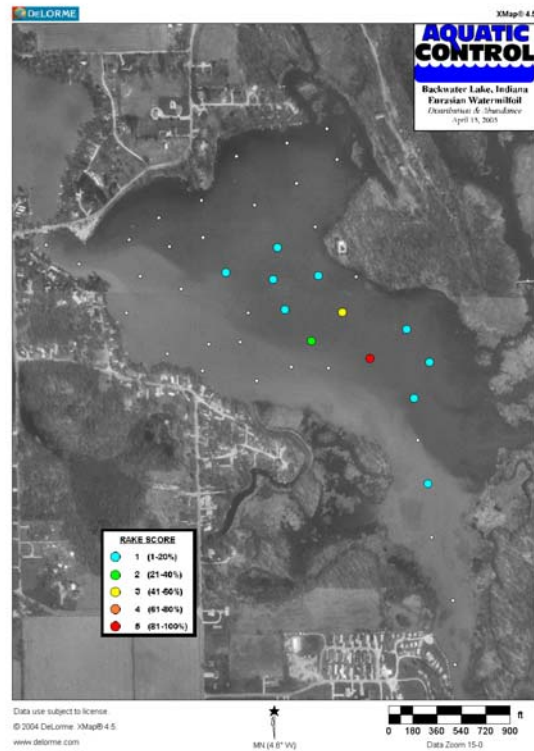 DELORME
XMap® 4.5
AQUATIC
CONTROL
Backwater Lake, Indiana
Eurasian Watermilfoil
Distribution & Abundance
April 15, 2005
RAKE SCORE
1 (1-20%)
2 (21-40%)
3 (41-60%)
4 (61-80%)
5 (81-100%)
Data use subject to license.
© 2004 DeLorme. XMap® 4.5.
www.delorme.com
MN (4.6° W)
ft
0 180 360 540 720 900
Data Zoom 15-0